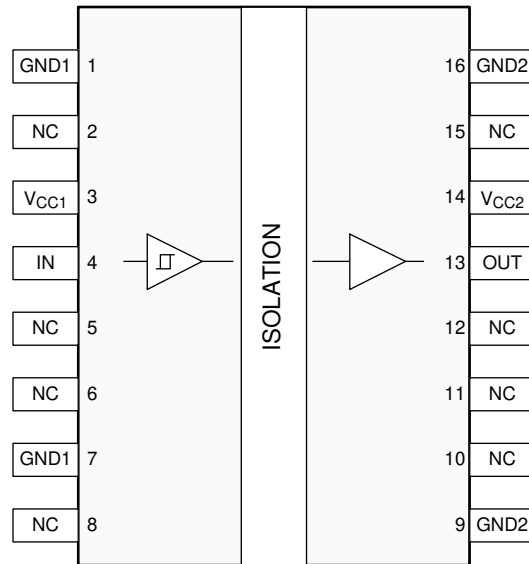 GND1 1 16 GND2
NC 2 15 NC
VCC1 3 14 VCC2
IN 4 13 OUT
ISOLATION
NC 5 12 NC
NC 6 11 NC
GND1 7 10 NC
NC 8 9 GND2